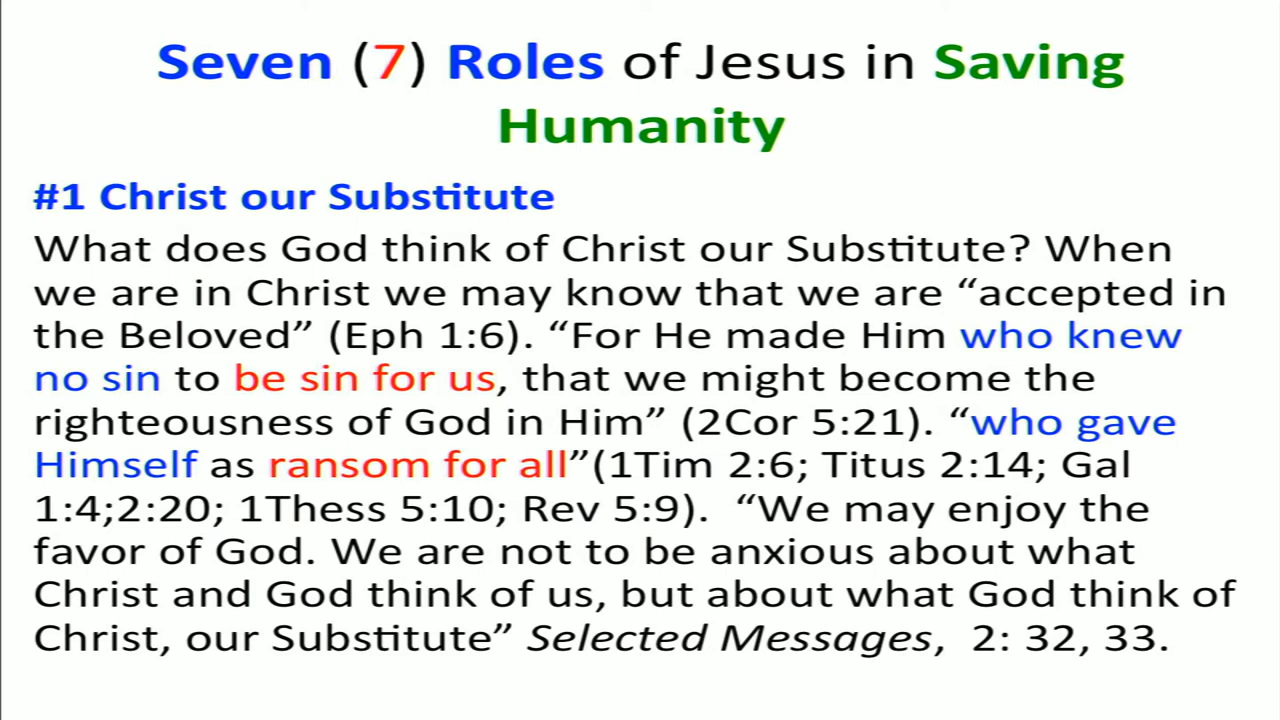 Seven (7) Roles of Jesus in Saving
Humanity
#1 Christ our Substitute
What does God think of Christ our Substitute? When
we are in Christ we may know that we are “accepted in
the Beloved” (Eph 1:6). “For He made Him who knew
no sin to be sin for us, that we might become the
righteousness of God in Him” (2Cor 5:21). “who gave
Himself as ransom for all”(1Tim 2:6; Titus 2:14; Gal
1:4;2:20; 1Thess 5:10; Rev 5:9). “We may enjoy the
favor of God. We are not to be anxious about what
Christ and God think of us, but about what God think of
Christ, our Substitute” Selected Messages, 2: 32, 33.